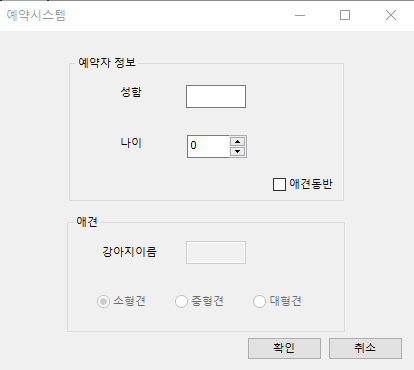 예약시스템
예약자 정보
성함
나이 0
애견동반
애견
강아지이름
소형견 중형견 대형견
확인 취소